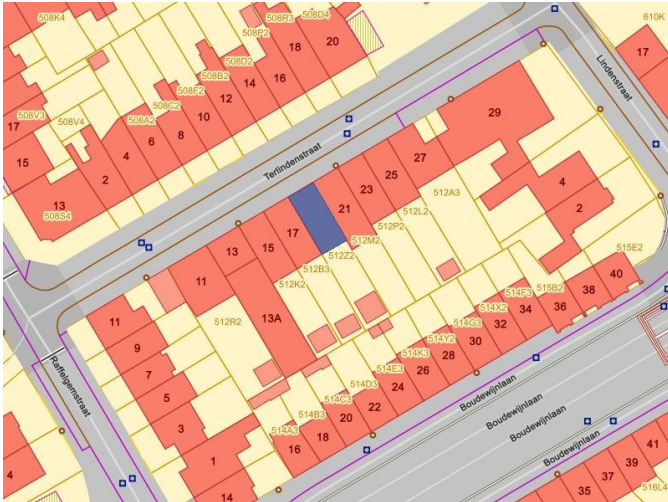 508K4
508R3
508D4
610K
508P2
18
20
17
508D2
14
16
508B2
12
508F2
10
508C2
8
508A2
6
508V3
508V4
4
17
15
2
13
508S4
Lindenstraat
Terlindenstraat
29
27
25
23
21
512A3
4
2
512L2
512P2
512M2
512Z2
512B3
512K2
17
15
13
11
512R2
13A
515E2
40
38
36
515B2
34
514F3
32
514X2
30
514G3
28
514Y2
26
514K3
24
514E3
22
514D3
20
514C3
18
514B3
16
514A3
11
9
7
5
3
1
14
Raffelgemstraat
4
Boudewijnlaan
Boudewijnlaan
Boudewijnlaan
Boudewijnlaan
41
39
37
35
516L4